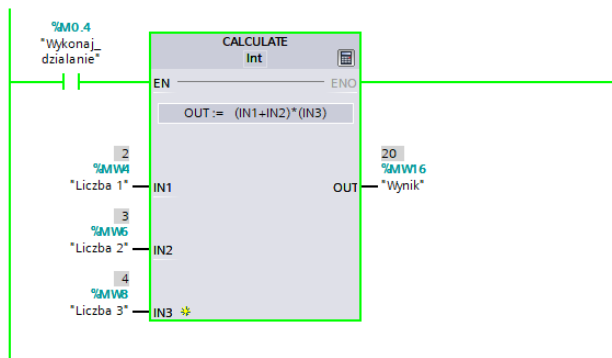 %M0.4
"Wykonaj_
dzialanie"
CALCULATE
Int
EN
ENO
OUT := (IN1+IN2)*(IN3)
2
%MW4
"Liczba 1"
IN1
20
%MW16
OUT
"Wynik"
3
%MW6
"Liczba 2"
IN2
4
%MW8
"Liczba 3"
IN3